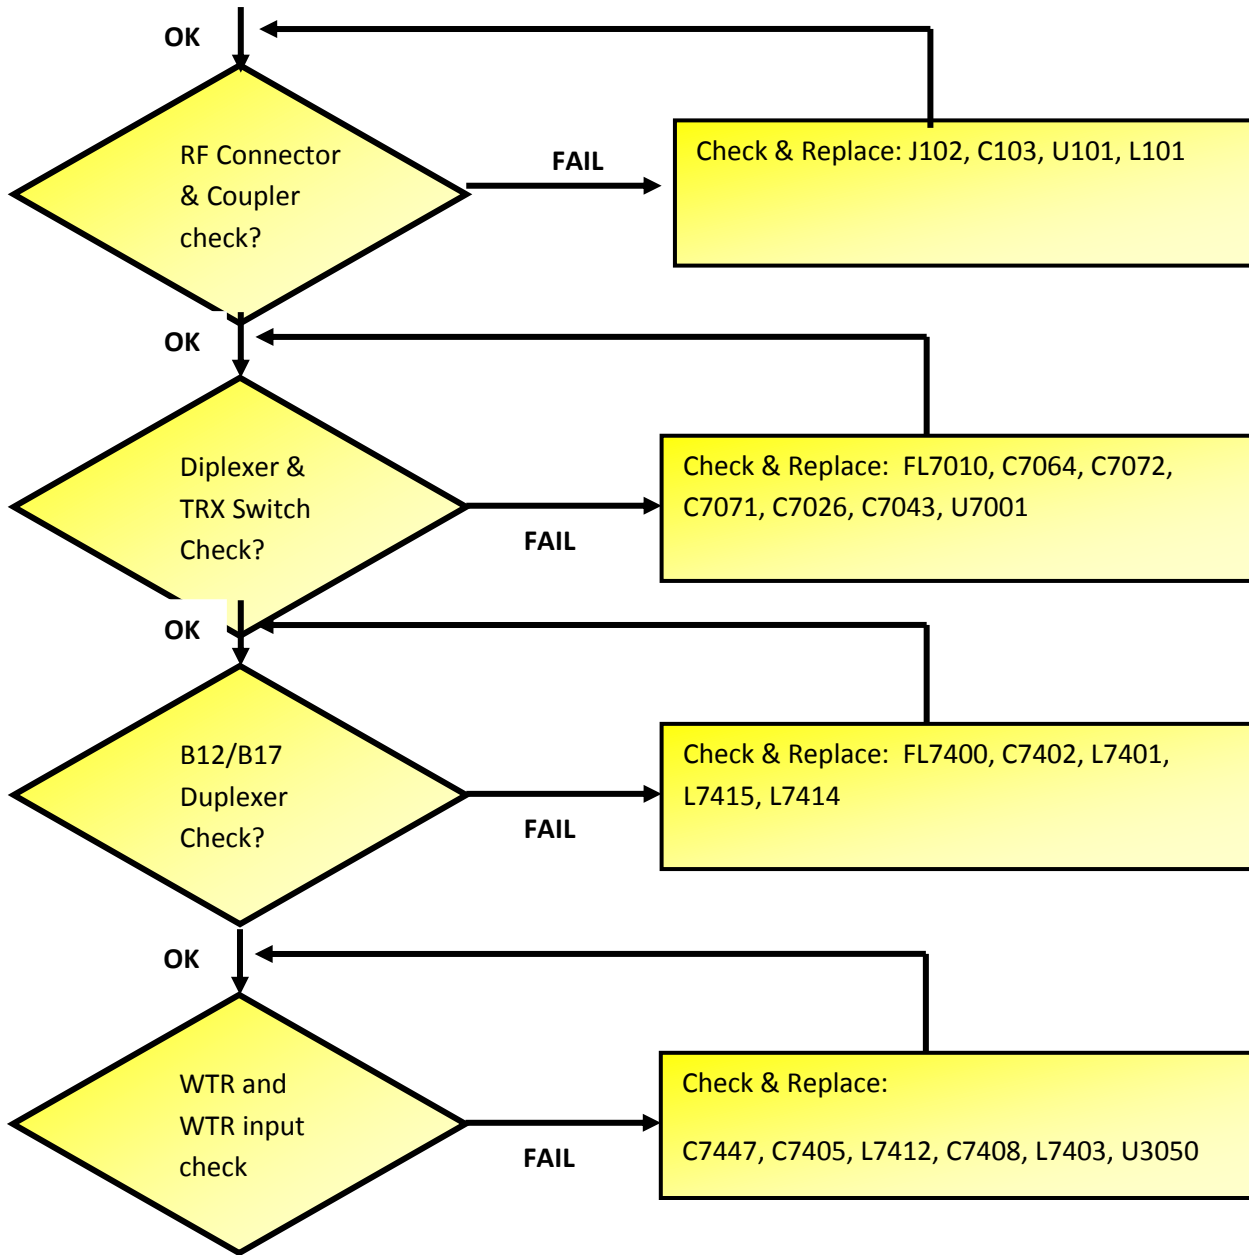 OK
RF Connector
& Coupler
check?
FAIL
Check & Replace: J102, C103, U101, L101
OK
Diplexer &
TRX Switch
Check?
FAIL
Check & Replace:  FL7010, C7064, C7072,
C7071, C7026, C7043, U7001
OK
B12/B17
Duplexer
Check?
FAIL
Check & Replace:  FL7400, C7402, L7401,
L7415, L7414
OK
WTR and
WTR input
check
FAIL
Check & Replace:
C7447, C7405, L7412, C7408, L7403, U3050